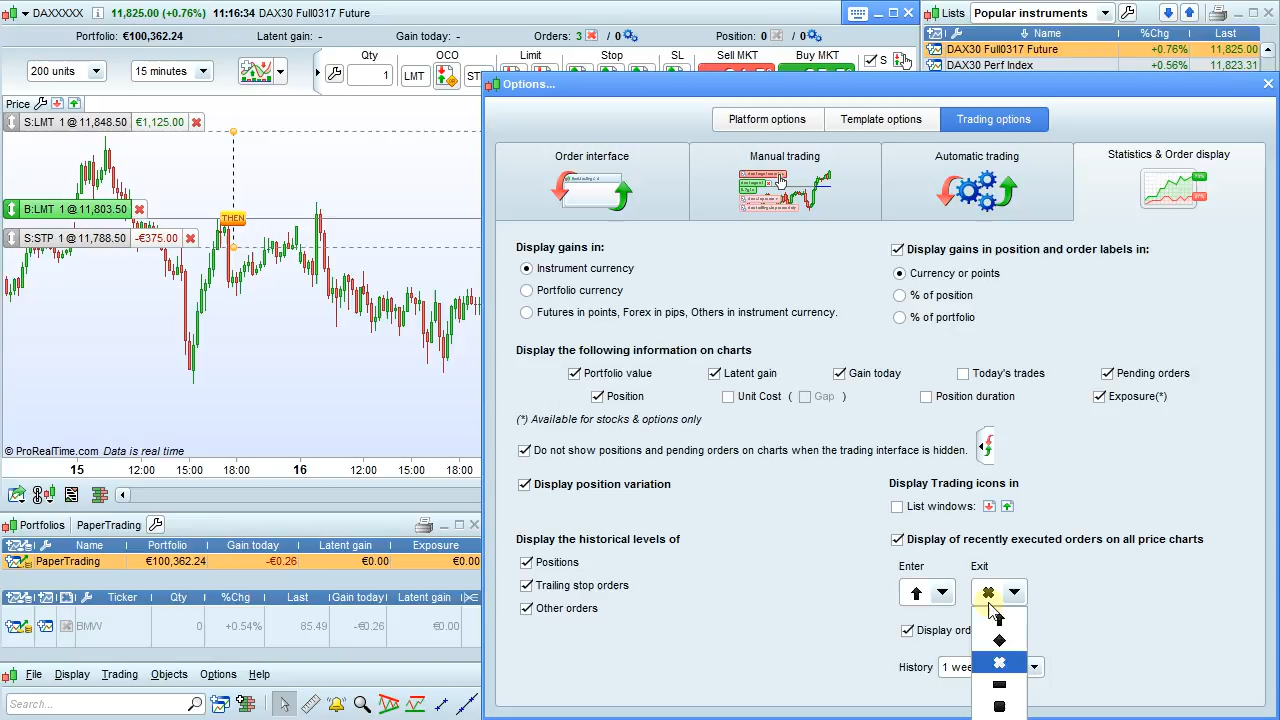 DAXXXXX 11,825.00 (+0.76%) 11:16:34 DAX30 Full0317 Future
Portfolio: €100,362.24 Latent gain: - Gain today: - Orders: 3 / 0 Position: 0 / 0
200 units 15 minutes
Qty OCO Limit Stop SL Sell MKT Buy MKT
1 LMT S
Lists Popular instruments
Name %Chg Last
DAX30 Full0317 Future +0.76% 11,825.00
DAX30 Perf Index +0.56% 11,823.31
Price
S:LMT 1 @ 11,848.50 €1,125.00
B:LMT 1 @ 11,803.50
THEN
S:STP 1 @ 11,788.50 -€375.00
© ProRealTime.com Data is real time
15 12:00 15:00 18:00 16 12:00 15:00 18:00
Portfolios PaperTrading
Name Portfolio Gain today Latent gain Exposure
PaperTrading €100,362.24 -€0.26 €0.00 €0.00
Ticker Qty %Chg Last Gain today Latent gain
BMW 0 +0.54% 85.49 -€0.26 €0.00
File Display Trading Objects Options Help
Search...
Options...
Platform options Template options Trading options
Order interface Manual trading Automatic trading Statistics & Order display
Display gains in:
Instrument currency
Portfolio currency
Futures in points, Forex in pips, Others in instrument currency.
Display gains in position and order labels in:
Currency or points
% of position
% of portfolio
Display the following information on charts
Portfolio value Latent gain Gain today Today's trades Pending orders
Position Unit Cost ( Gap ) Position duration Exposure(*)
(*) Available for stocks & options only
Do not show positions and pending orders on charts when the trading interface is hidden.
Display position variation
Display Trading icons in
List windows:
Display the historical levels of
Positions
Trailing stop orders
Other orders
Display of recently executed orders on all price charts
Enter Exit
Display ord
History 1 wee